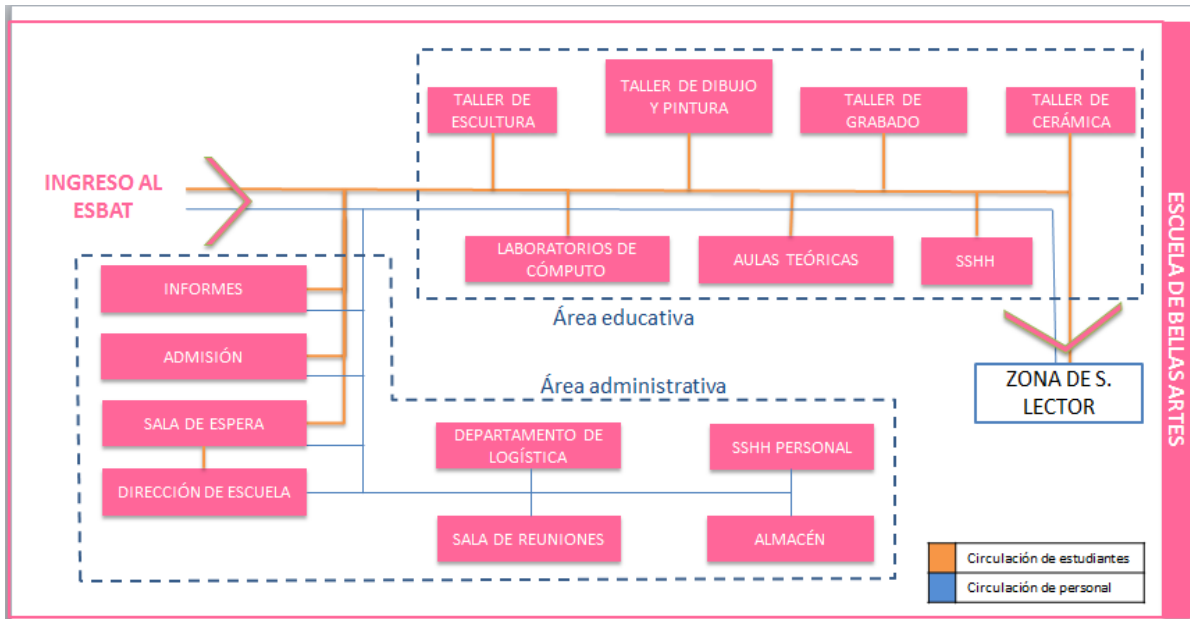 TALLER DE
ESCULTURA
TALLER DE DIBUJO
Y PINTURA
TALLER DE
GRABADO
TALLER DE
CERÁMICA
INGRESO AL
ESBAT
LABORATORIOS DE
CÓMPUTO
AULAS TEÓRICAS
SSHH
Área educativa
INFORMES
ADMISIÓN
SALA DE ESPERA
DIRECCIÓN DE ESCUELA
Área administrativa
DEPARTAMENTO DE
LOGÍSTICA
SSHH PERSONAL
SALA DE REUNIONES
ALMACÉN
ZONA DE S.
LECTOR
ESCUELA DE BELLAS ARTES
Circulación de estudiantes
Circulación de personal